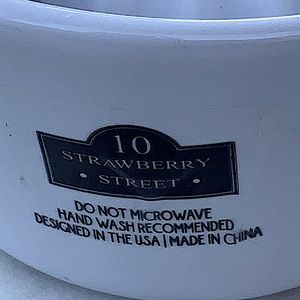 10
STRAWBERRY
• STREET •
DO NOT MICROWAVE
HAND WASH RECOMMENDED
DESIGNED IN THE USA | MADE IN CHINA